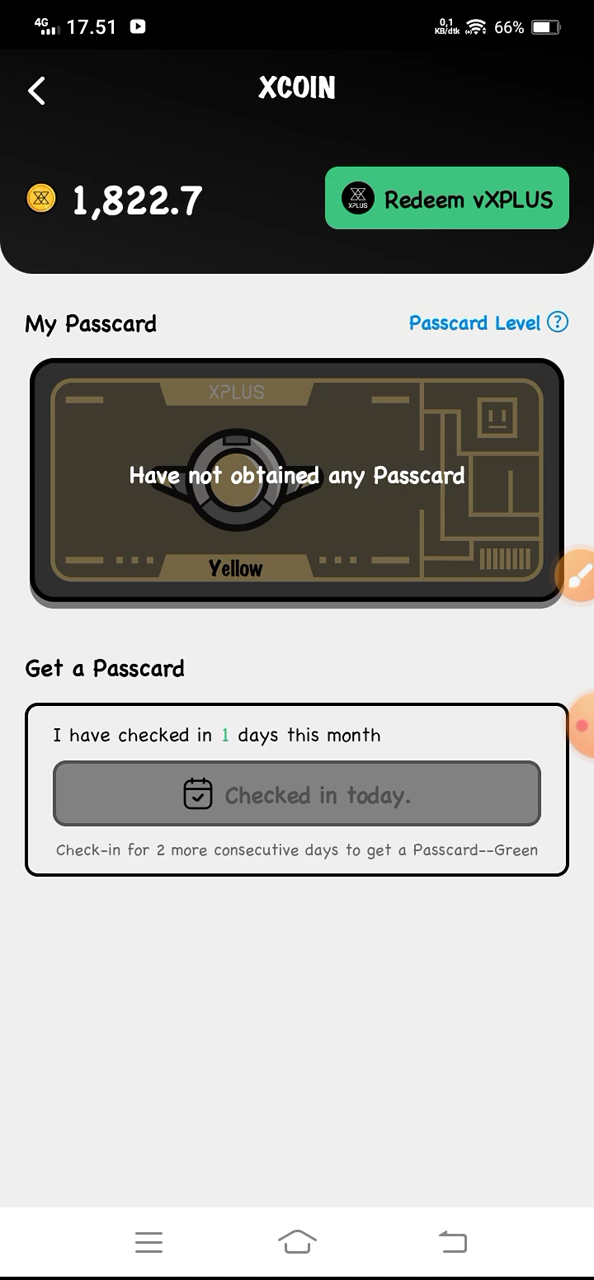 4G 17.51 0,1 KB/dtk 66%
XCOIN
1,822.7
XPLUS Redeem vXPLUS
My Passcard
Passcard Level ?
XPLUS
Have not obtained any Passcard
Yellow
Get a Passcard
I have checked in 1 days this month
Checked in today.
Check-in for 2 more consecutive days to get a Passcard--Green